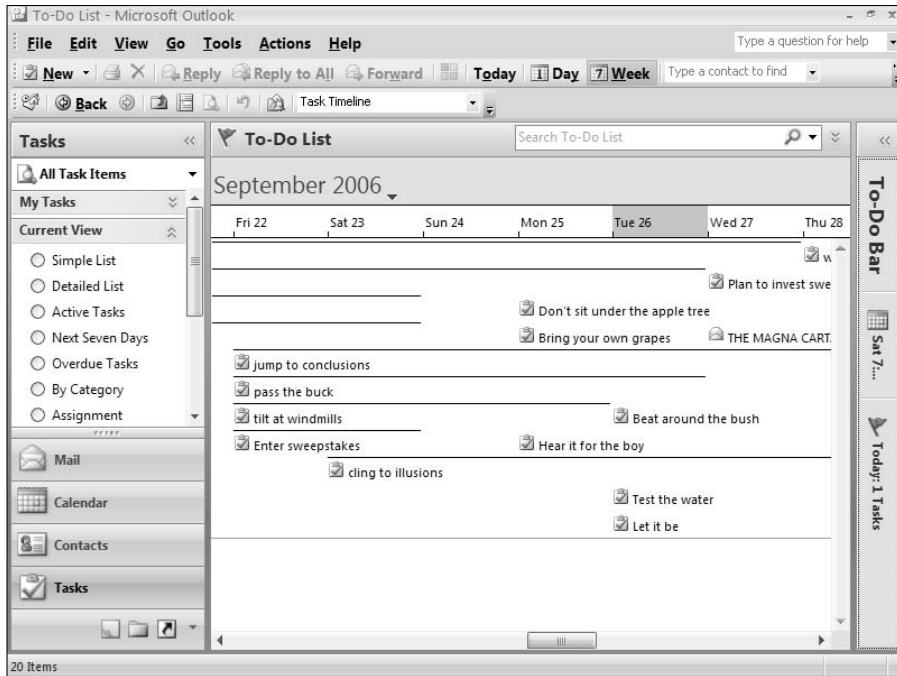 To-Do List - Microsoft Outlook
File Edit View Go Tools Actions Help
Type a question for help
New Reply Reply to All Forward Today 1 Day 7 Week Type a contact to find
Back Task Timeline
Tasks
To-Do List
Search To-Do List
All Task Items
My Tasks
Current View
Simple List
Detailed List
Active Tasks
Next Seven Days
Overdue Tasks
By Category
Assignment
Mail
Calendar
Contacts
Tasks
September 2006
Fri 22 Sat 23 Sun 24 Mon 25 Tue 26 Wed 27 Thu 28
w
Plan to invest swe
Don't sit under the apple tree
Bring your own grapes THE MAGNA CART
jump to conclusions
pass the buck
tilt at windmills Beat around the bush
Enter sweepstakes Hear it for the boy
cling to illusions
Test the water
Let it be
To-Do Bar
Sat 7:...
Today: 1 Tasks
20 Items